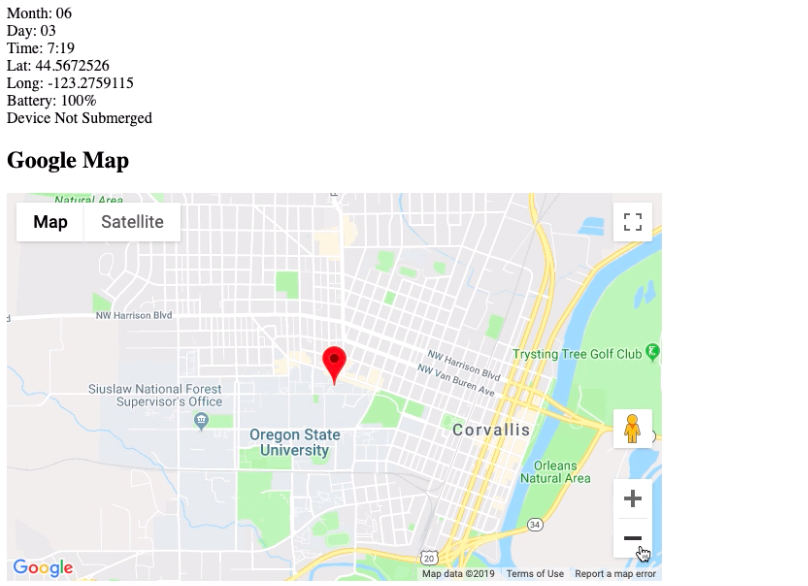 Month: 06
Day: 03
Time: 7:19
Lat: 44.5672526
Long: -123.2759115
Battery: 100%
Device Not Submerged
Google Map
Natural Area
Map
Satellite
NW Harrison Blvd
NW Harrison Blvd
Trysting Tree Golf Club
NW Van Buren Ave
Siuslaw National Forest
Supervisor's Office
Oregon State
University
Corvallis
Orleans
Natural Area
34
20
Google
Map data ©2019
Terms of Use
Report a map error